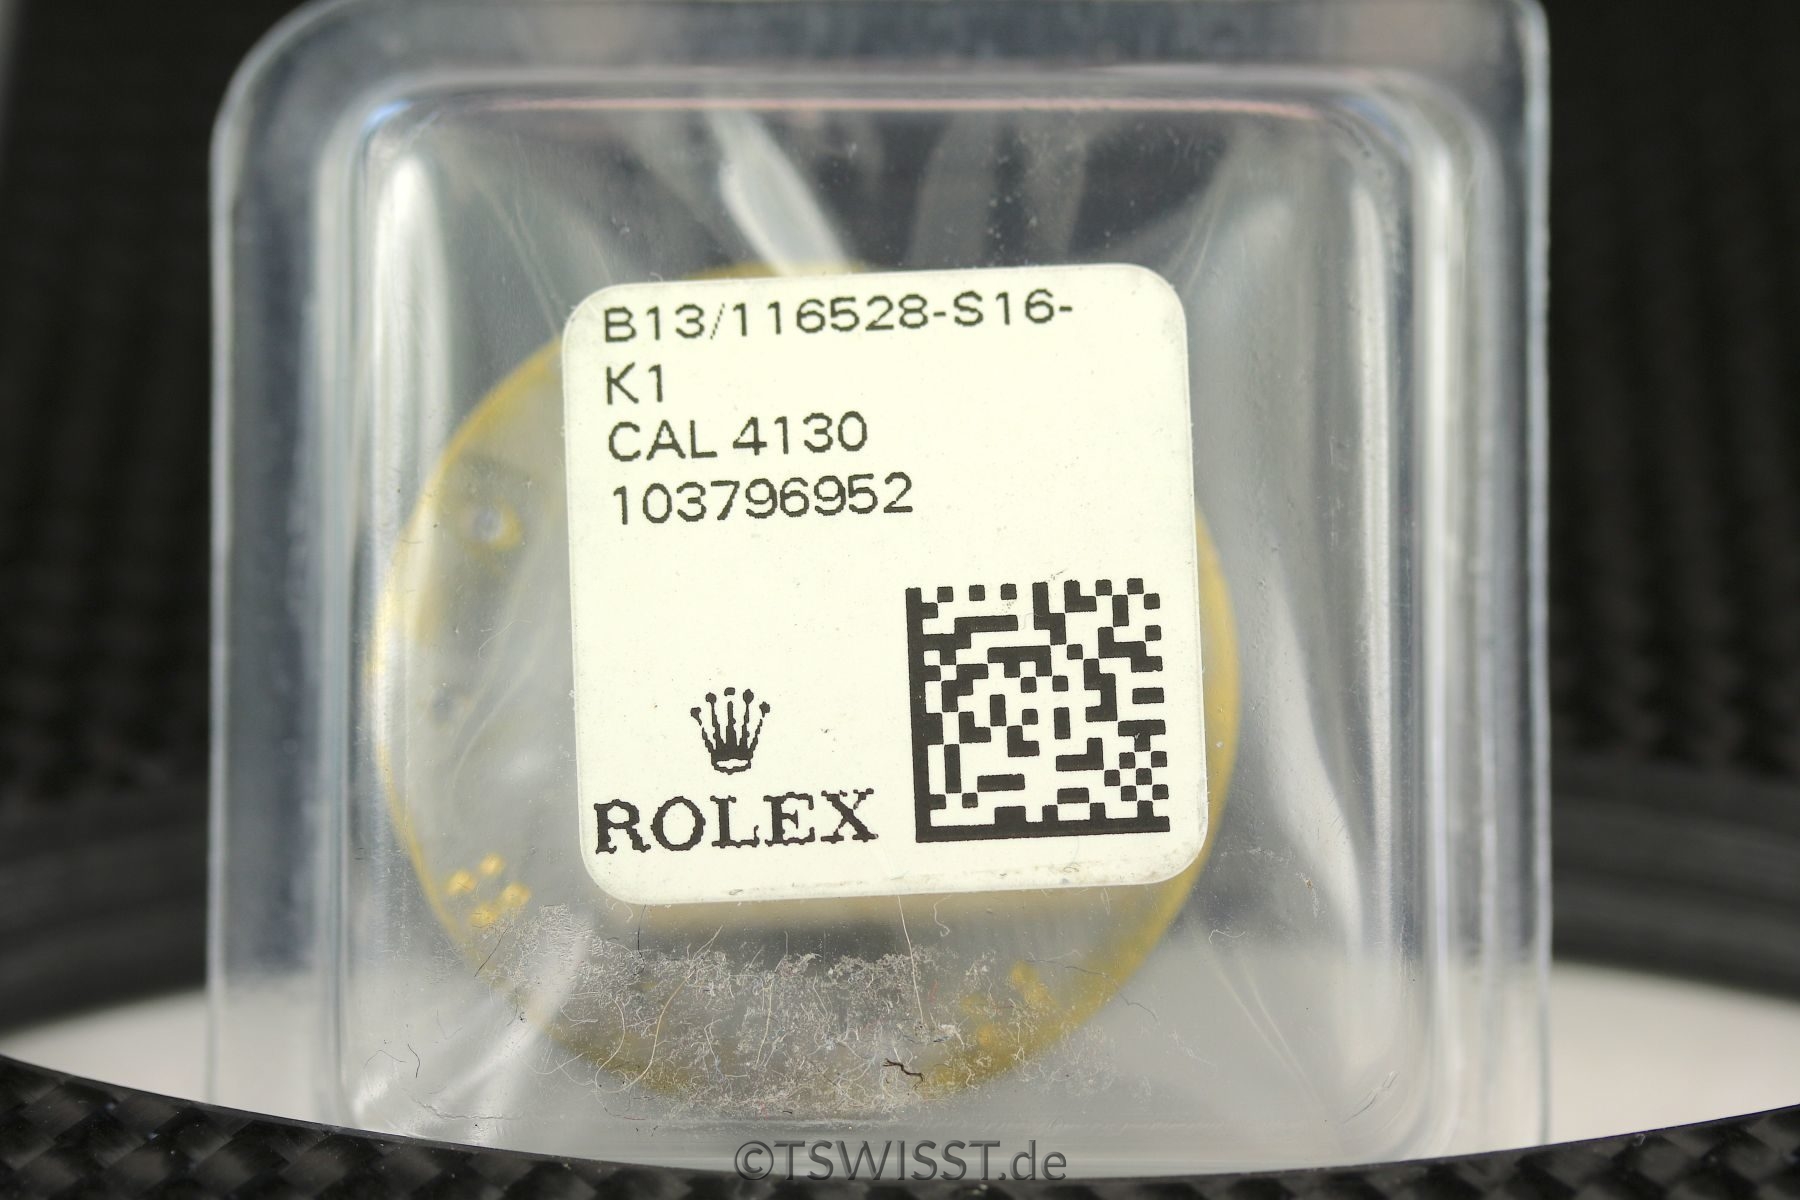 B13/116528-S16-
K1
CAL 4130
103796952
ROLEX
©TSWISST.de